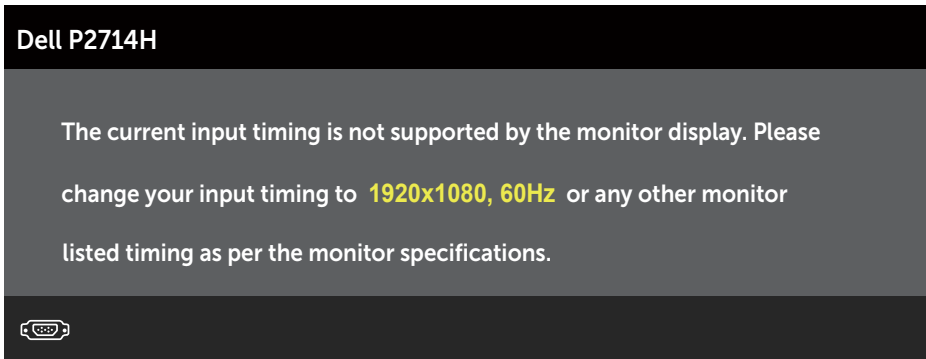 Dell P2714H
The current input timing is not supported by the monitor display. Please
change your input timing to 1920x1080, 60Hz or any other monitor
listed timing as per the monitor specifications.